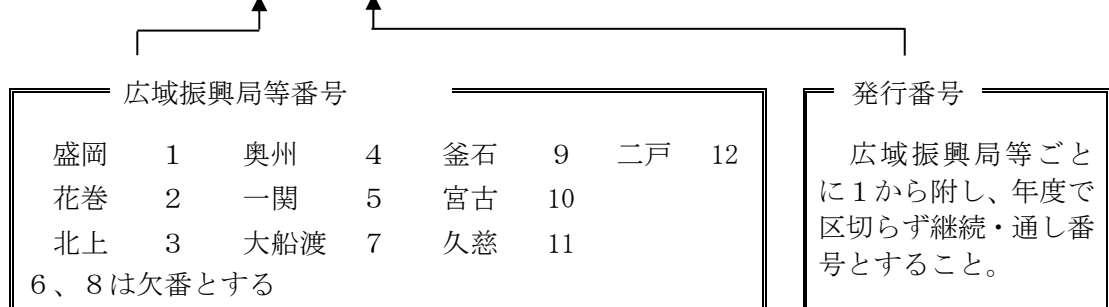 広域振興局等番号
盛岡 1 奥州 4 釜石 9 二戸 12
花巻 2 一関 5 宮古 10
北上 3 大船渡 7 久慈 11
6、8は欠番とする
発行番号
広域振興局等ごと
に1から附し、年度で
区切らず継続・通し番
号とすること。